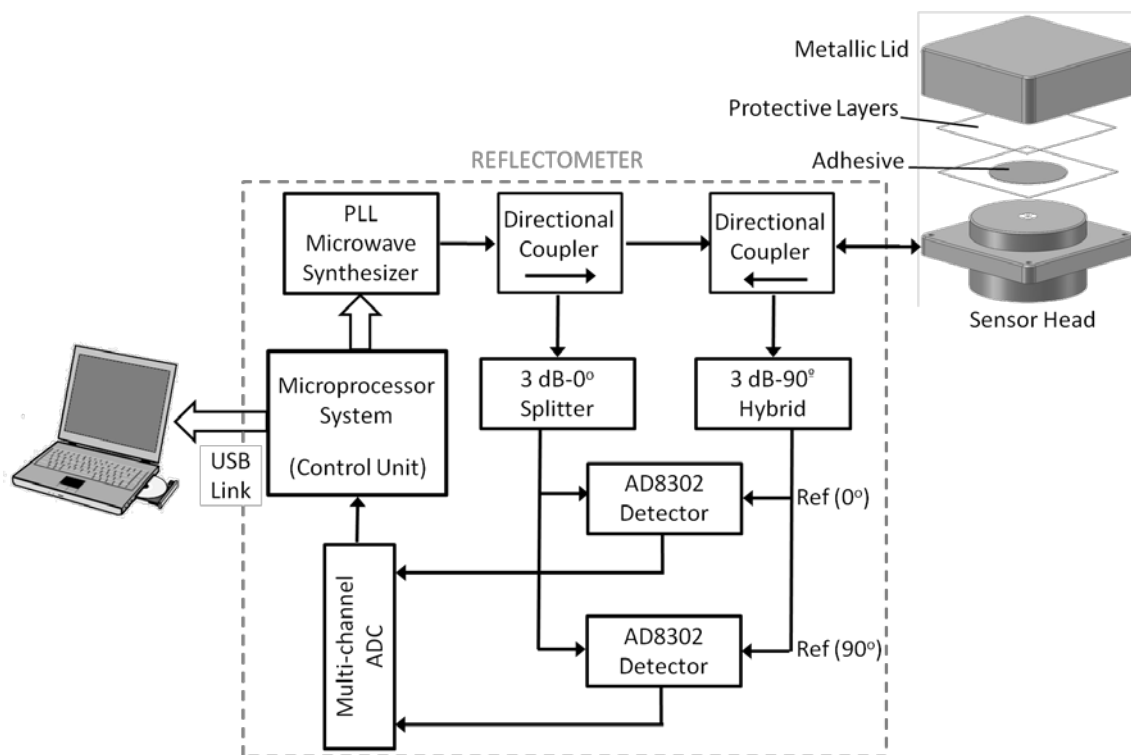 Metallic Lid
Protective Layers
Adhesive
Sensor Head
REFLECTOMETER
PLL
Microwave
Synthesizer
Directional
Coupler
Directional
Coupler
3 dB-0º
Splitter
3 dB-90º
Hybrid
Microprocessor
System
(Control Unit)
USB
Link
AD8302
Detector
Ref (0º)
AD8302
Detector
Ref (90º)
Multi-channel
ADC